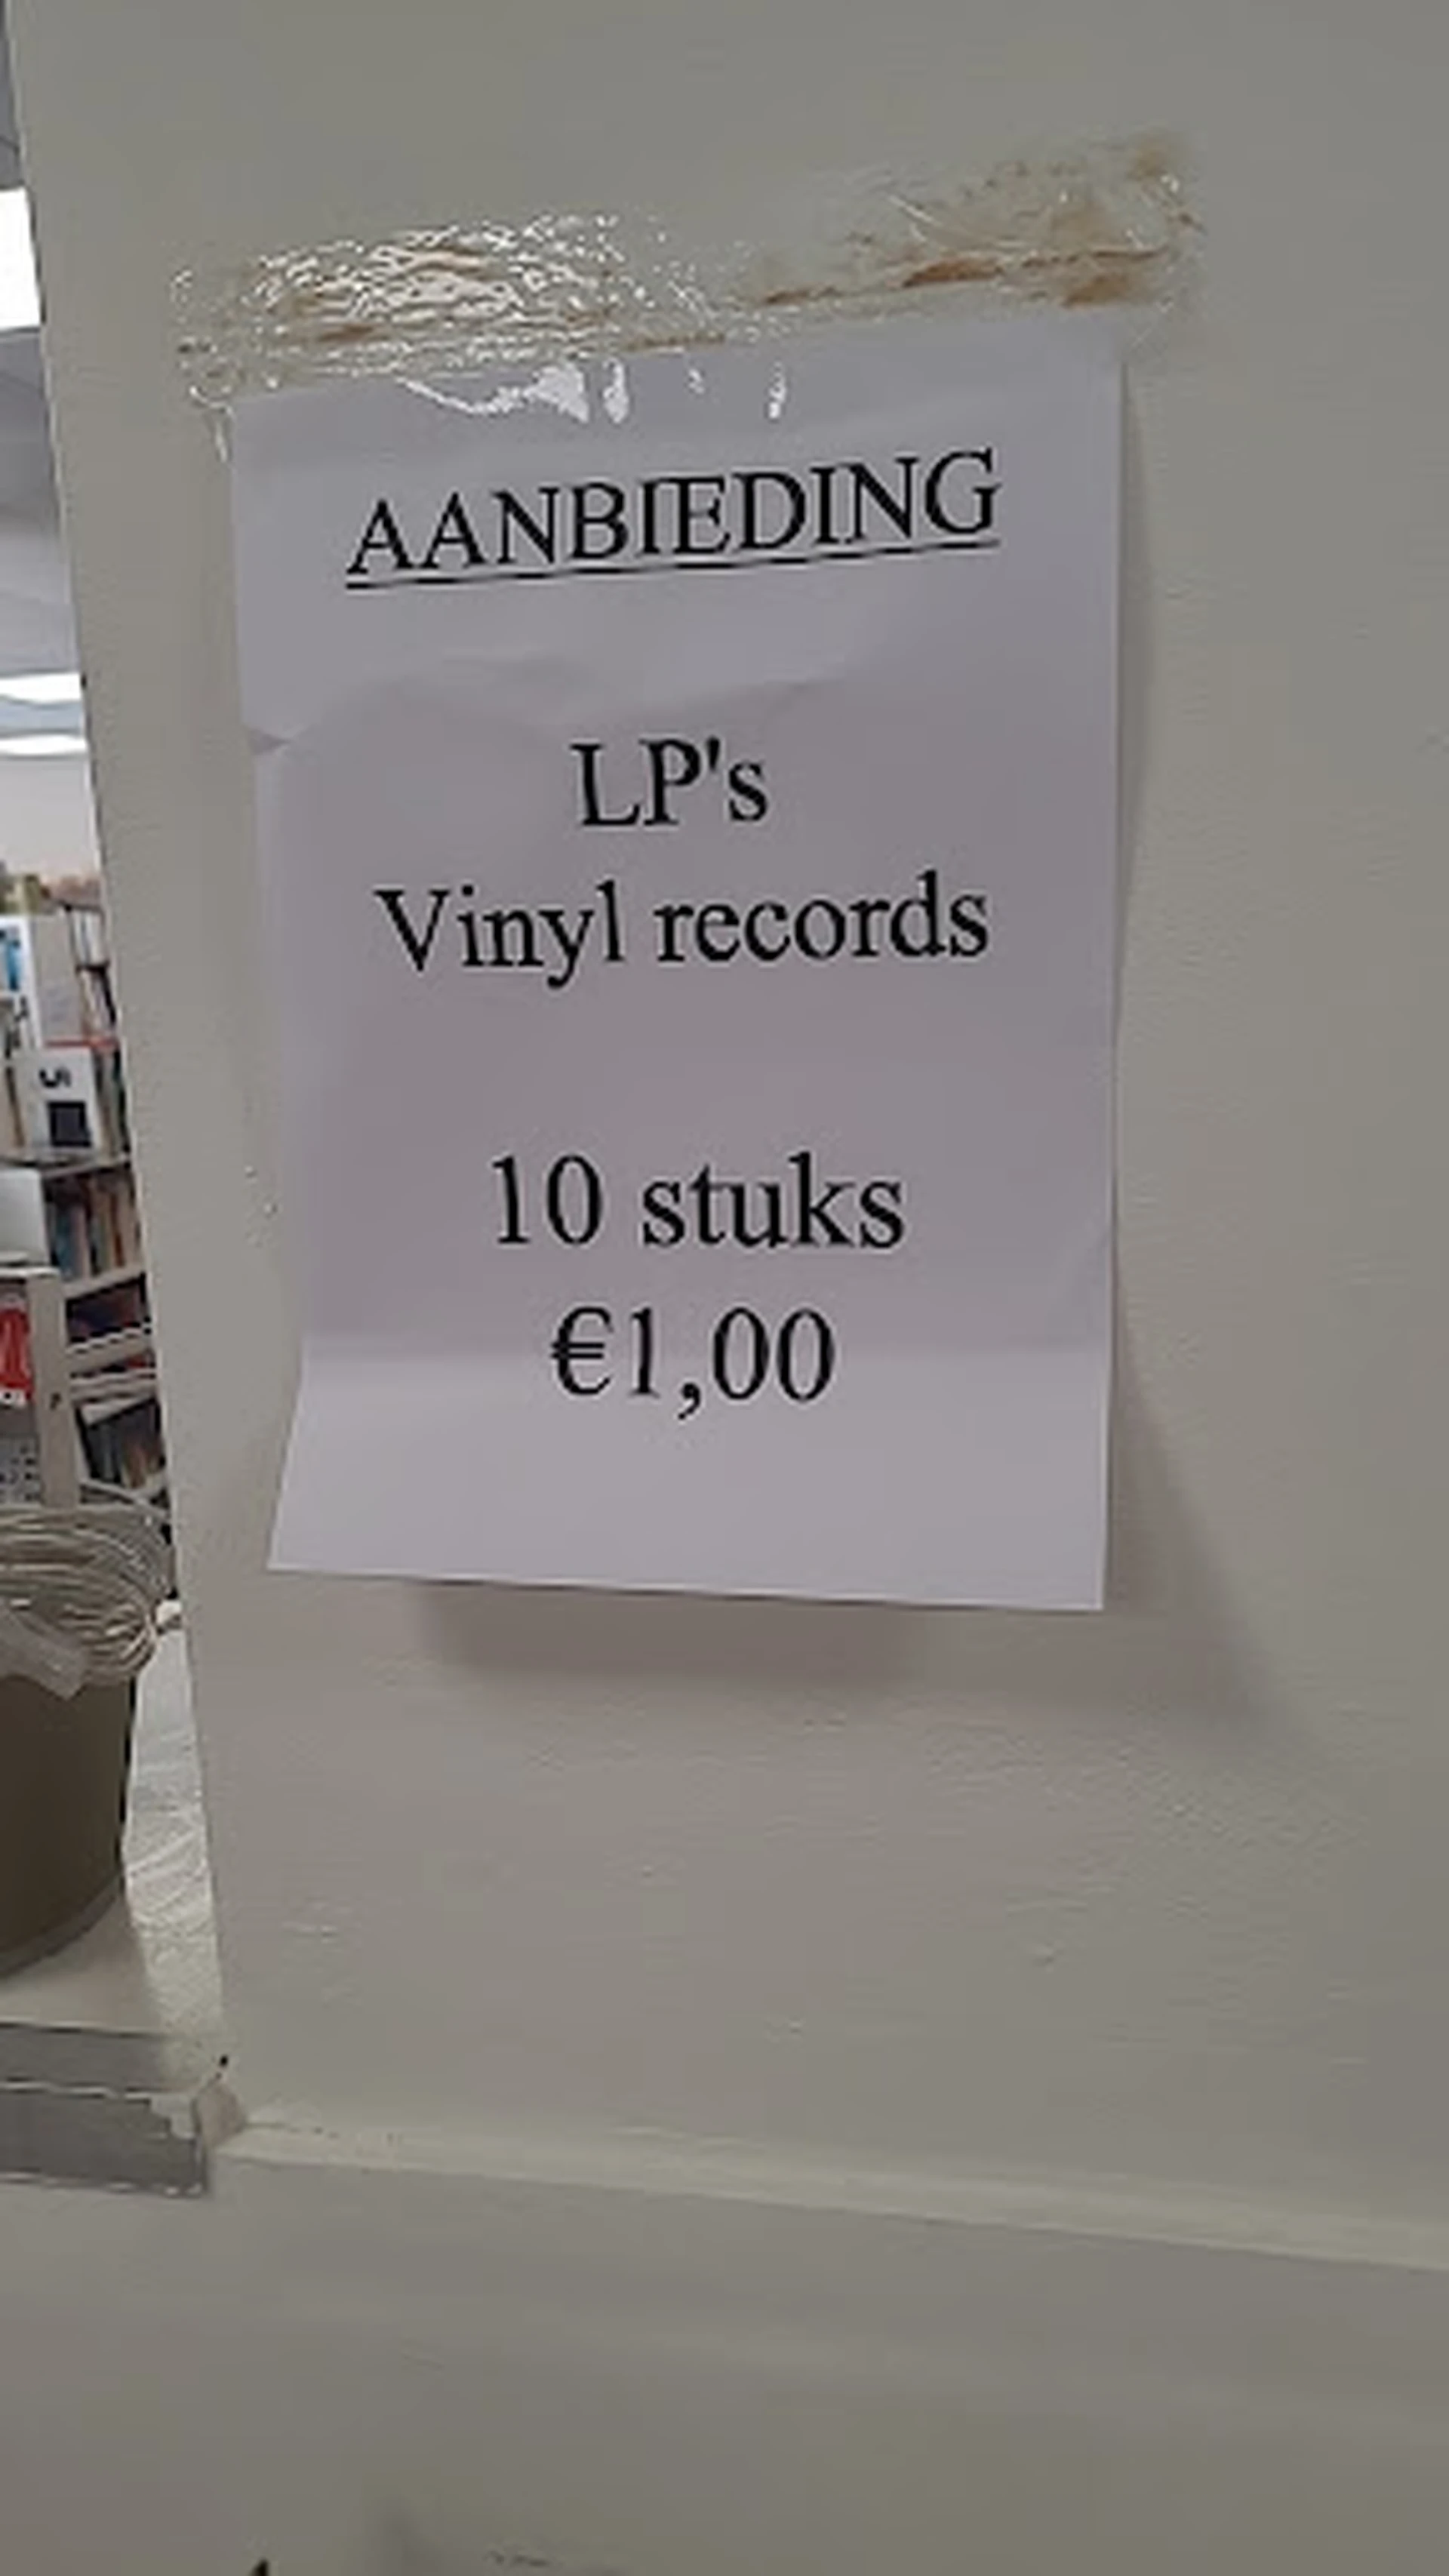 AANBIEDING
LP's
Vinyl records
10 stuks
€1,00